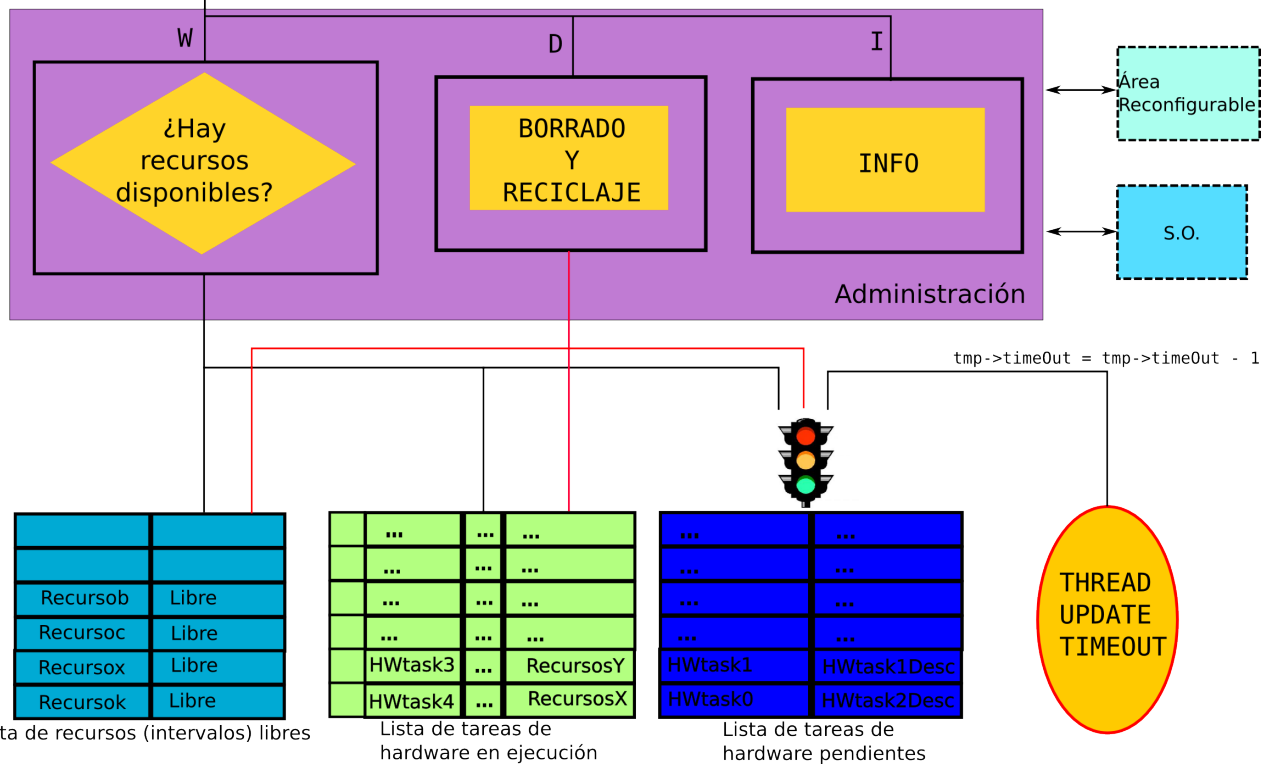 W
D
I
¿Hay
recursos
disponibles?
BORRADO
Y
RECICLAJE
INFO
Área
Reconfigurable
S.O.
Administración
tmp->timeOut = tmp->timeOut - 1
... ... ...
... ... ...
Recursob Libre
... ... ...
Recursoc Libre
... ... ...
Recursox Libre
HWtask3 ... RecursosY
Recursok Libre
HWtask4 ... RecursosX
... ...
... ...
... ...
... ...
HWtask1 HWtask1Desc
HWtask0 HWtask2Desc
THREAD
UPDATE
TIMEOUT
ta de recursos (intervalos) libres
Lista de tareas de
hardware en ejecución
Lista de tareas de
hardware pendientes